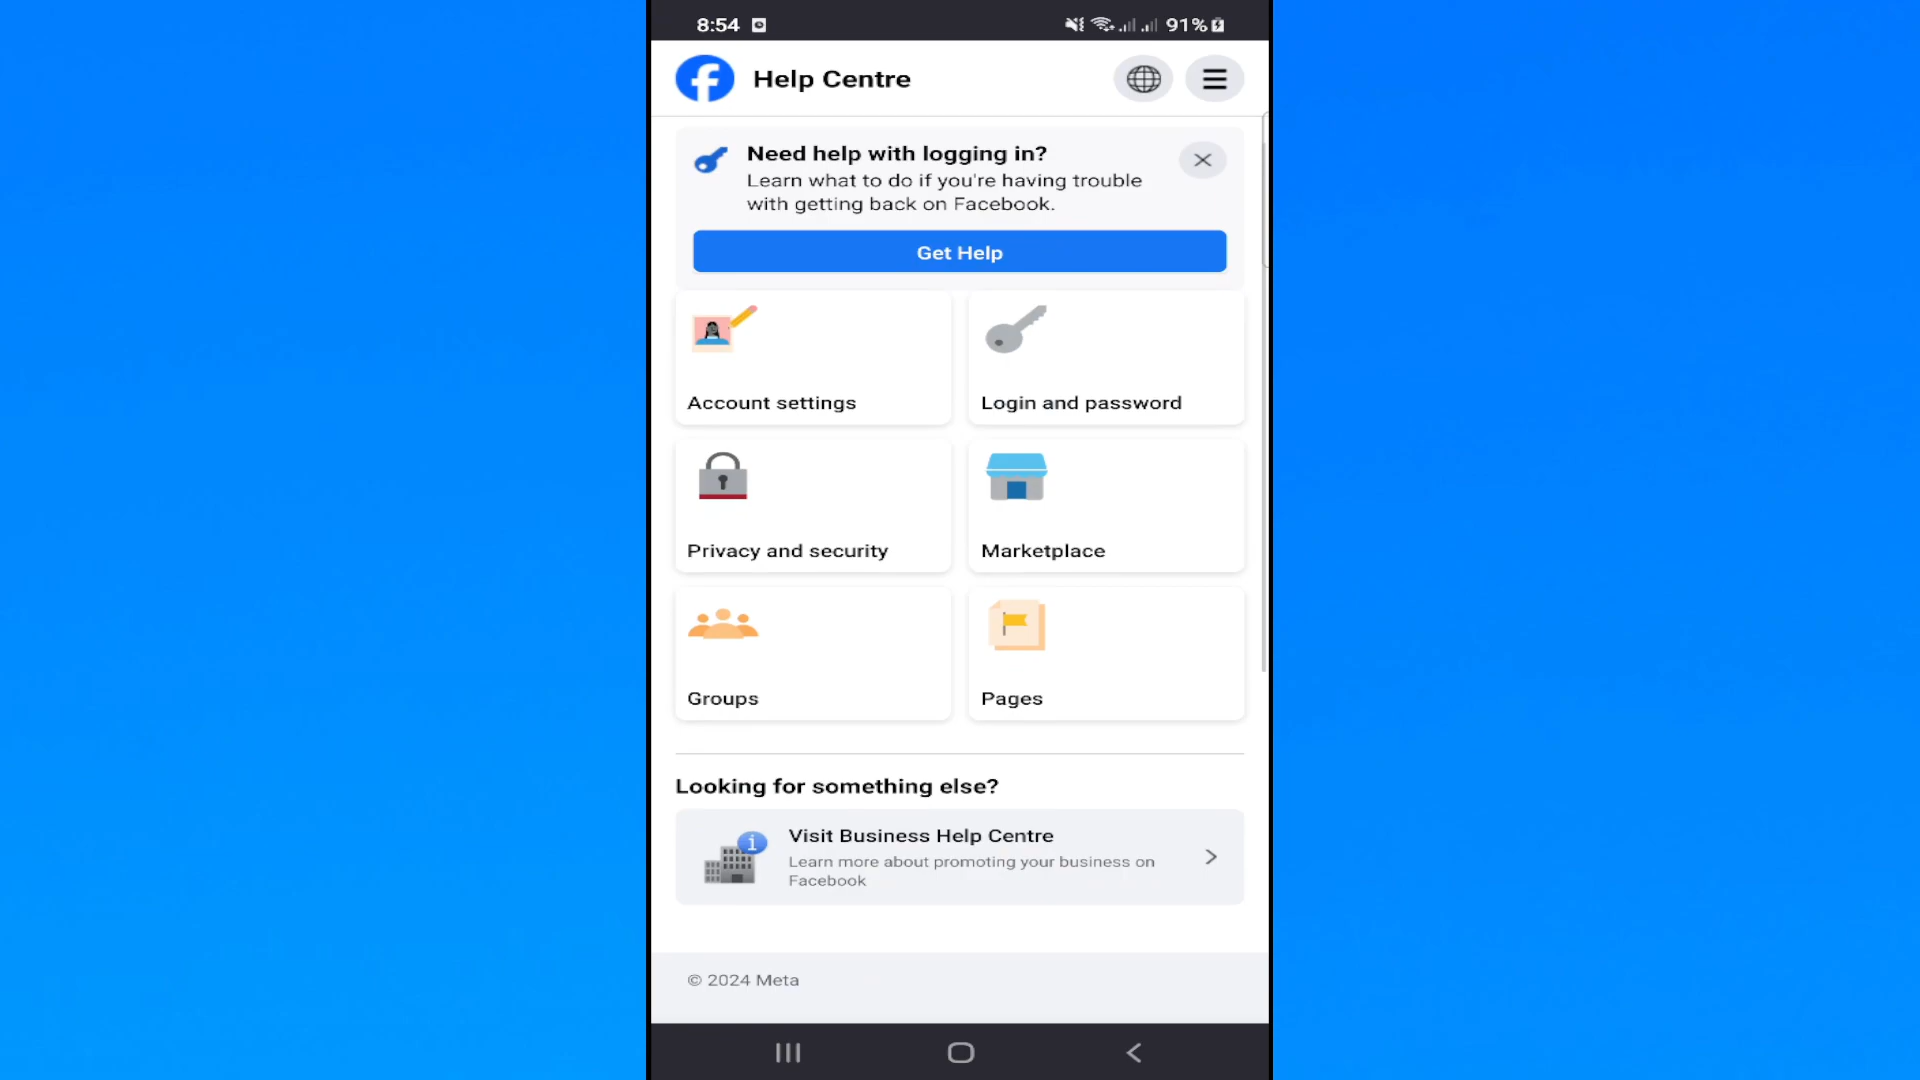 8:54
91%
Help Centre
Need help with logging in?
Learn what to do if you're having trouble
with getting back on Facebook.
Get Help
Account settings
Login and password
Privacy and security
Marketplace
Groups
Pages
Looking for something else?
Visit Business Help Centre
Learn more about promoting your business on
Facebook
© 2024 Meta